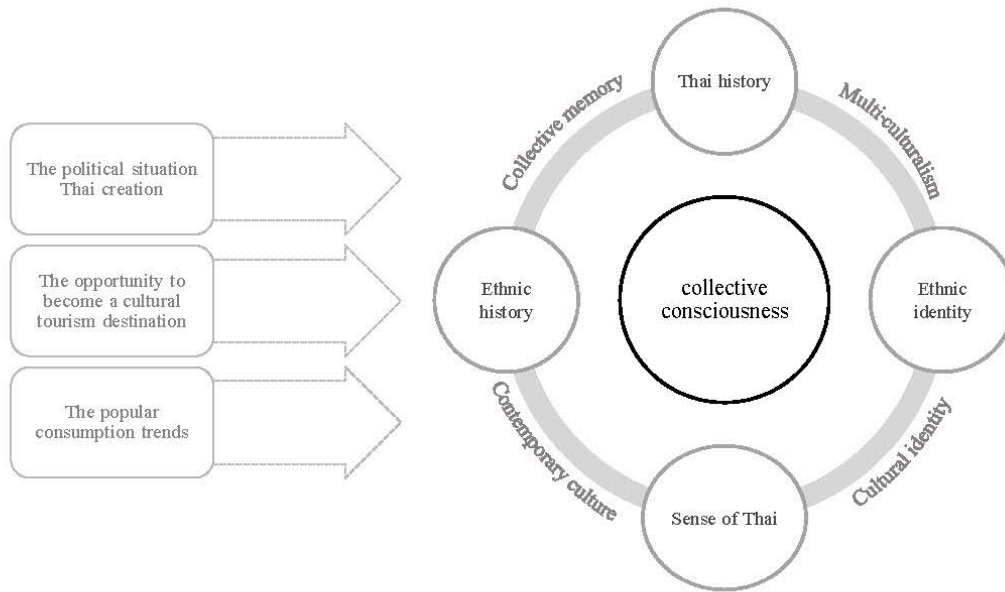 The political situation
Thai creation
The opportunity to
become a cultural
tourism destination
The popular
consumption trends
Thai history
Collective memory
Multi-culturalism
Ethnic
history
collective
consciousness
Ethnic
identity
Contemporary culture
Cultural identity
Sense of Thai